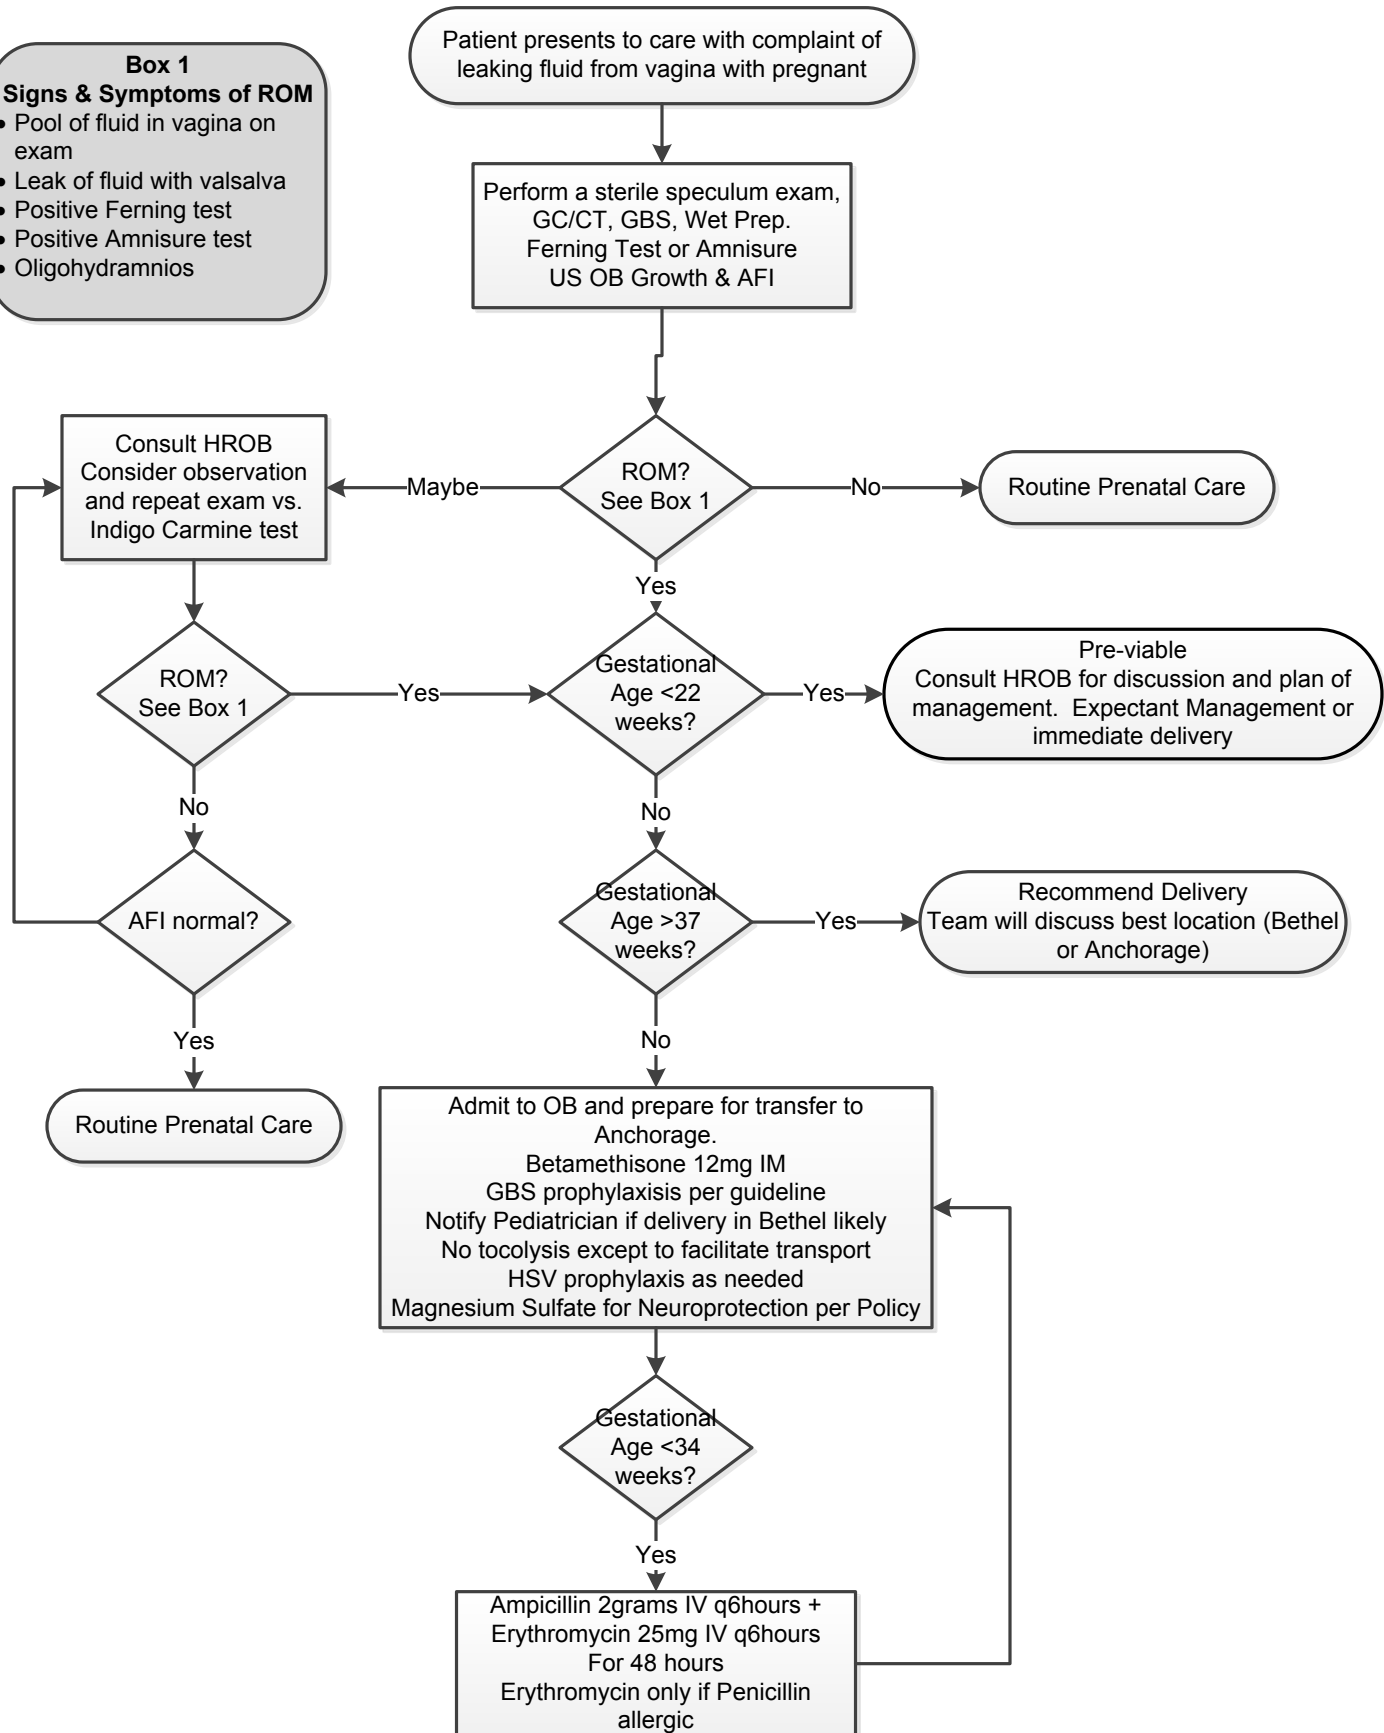 Patient presents to care with complaint of
leaking fluid from vagina with pregnant
Box 1
Signs & Symptoms of ROM
• Pool of fluid in vagina on
exam
• Leak of fluid with valsalva
• Positive Ferning test
• Positive Amnisure test
• Oligohydramnios
Perform a sterile speculum exam,
GC/CT, GBS, Wet Prep.
Ferning Test or Amnisure
US OB Growth & AFI
Consult HROB
Consider observation
and repeat exam vs.
Indigo Carmine test
Maybe
ROM?
See Box 1
No
Routine Prenatal Care
Yes
ROM?
See Box 1
Yes
Gestational
Age <22
weeks?
Yes
Pre-viable
Consult HROB for discussion and plan of
management.  Expectant Management or
immediate delivery
No
No
AFI normal?
Gestational
Age >37
weeks?
Yes
Recommend Delivery
Team will discuss best location (Bethel
or Anchorage)
Yes
No
Routine Prenatal Care
Admit to OB and prepare for transfer to
Anchorage.
Betamethisone 12mg IM
GBS prophylaxisis per guideline
Notify Pediatrician if delivery in Bethel likely
No tocolysis except to facilitate transport
HSV prophylaxis as needed
Magnesium Sulfate for Neuroprotection per Policy
Gestational
Age <34
weeks?
Yes
Ampicillin 2grams IV q6hours +
Erythromycin 25mg IV q6hours
For 48 hours
Erythromycin only if Penicillin
allergic